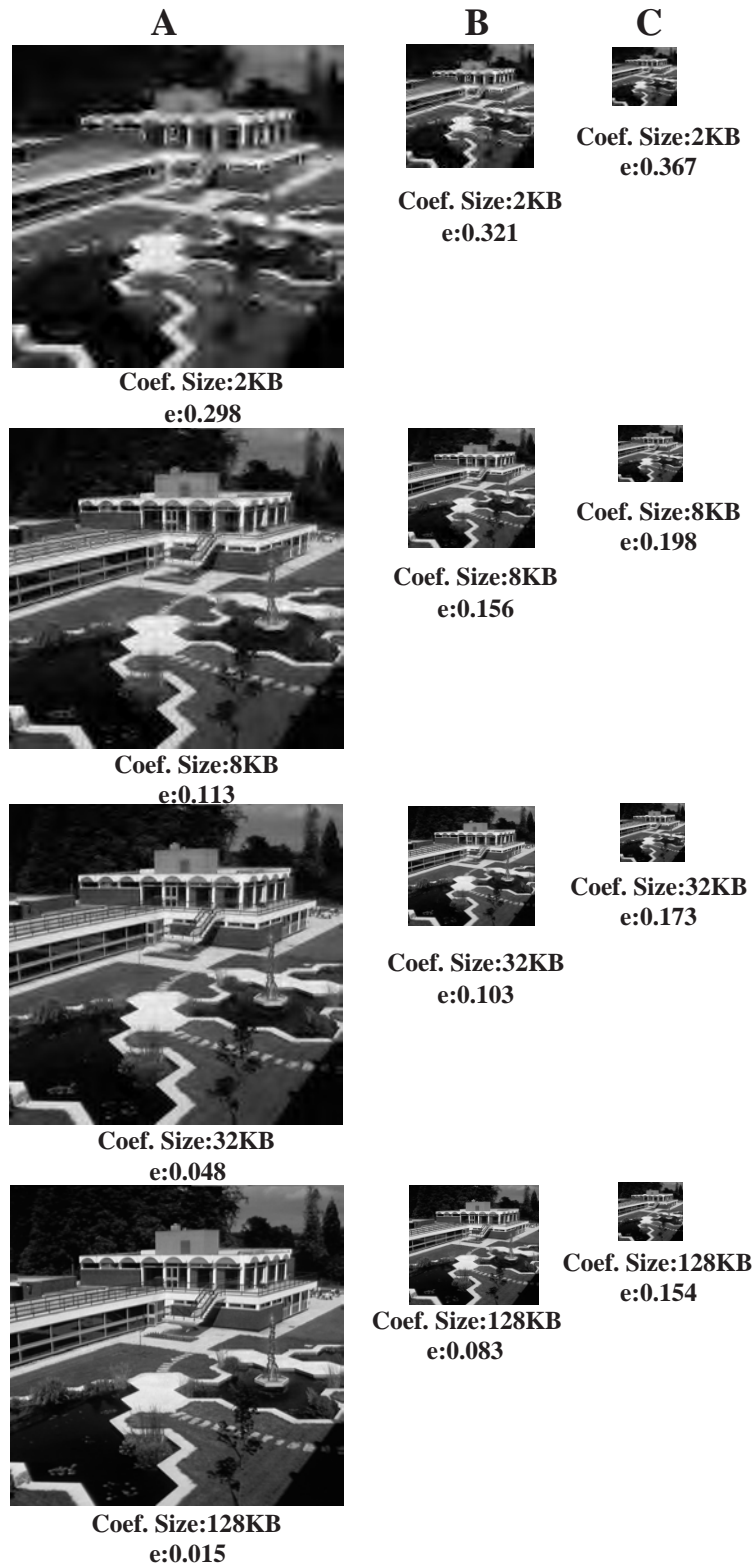 A
B
C
Coef. Size:2KB
e:0.298
Coef. Size:2KB
e:0.321
Coef. Size:2KB
e:0.367
Coef. Size:8KB
e:0.113
Coef. Size:8KB
e:0.156
Coef. Size:8KB
e:0.198
Coef. Size:32KB
e:0.048
Coef. Size:32KB
e:0.103
Coef. Size:32KB
e:0.173
Coef. Size:128KB
e:0.015
Coef. Size:128KB
e:0.083
Coef. Size:128KB
e:0.154